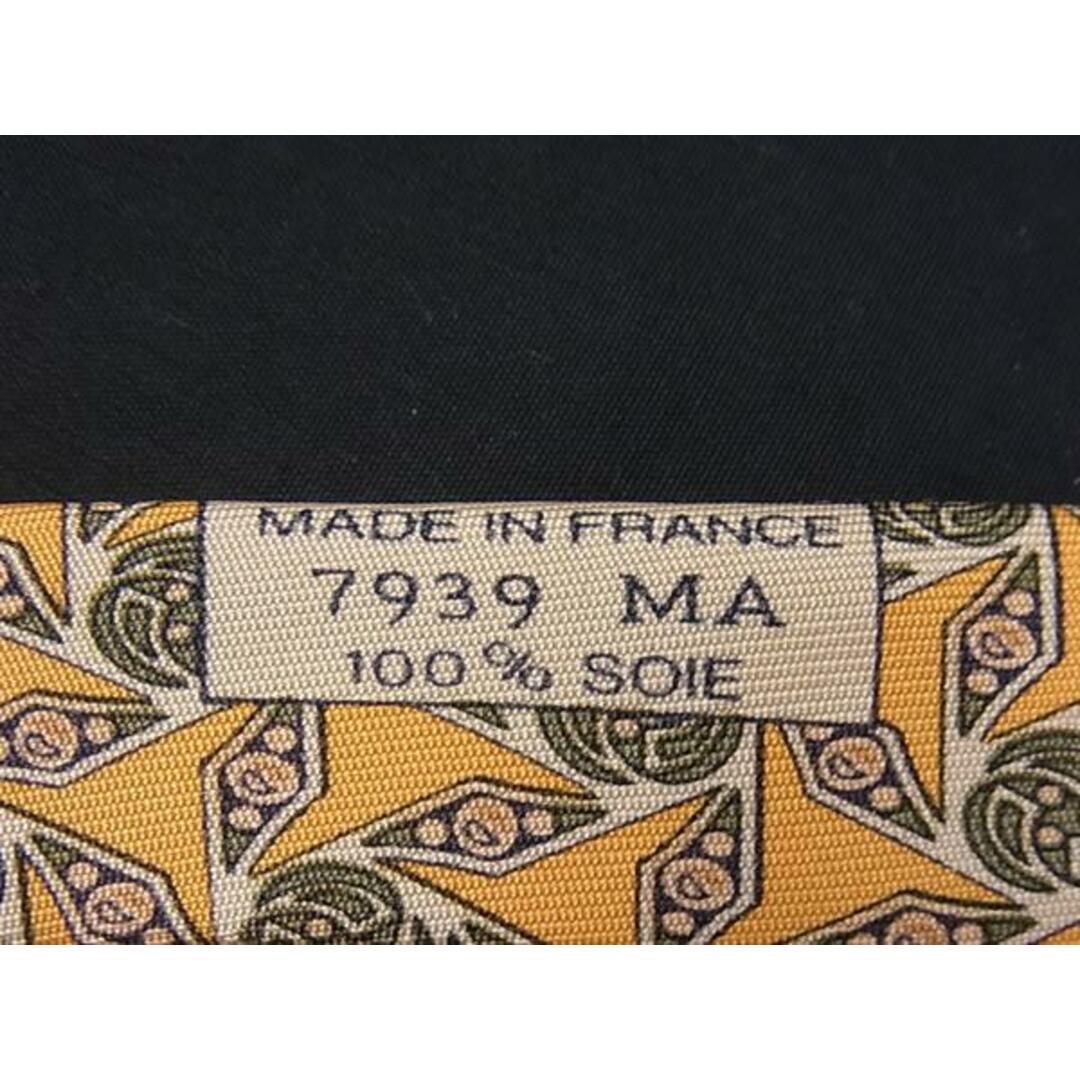 MADE IN FRANCE
7939 MA
100 % SOIE